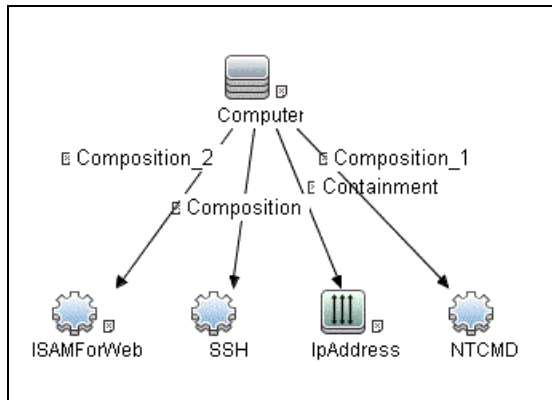 Computer
Composition_2
Composition_1
Containment
Composition
ISAMForWeb
SSH
IpAddress
NTCMD